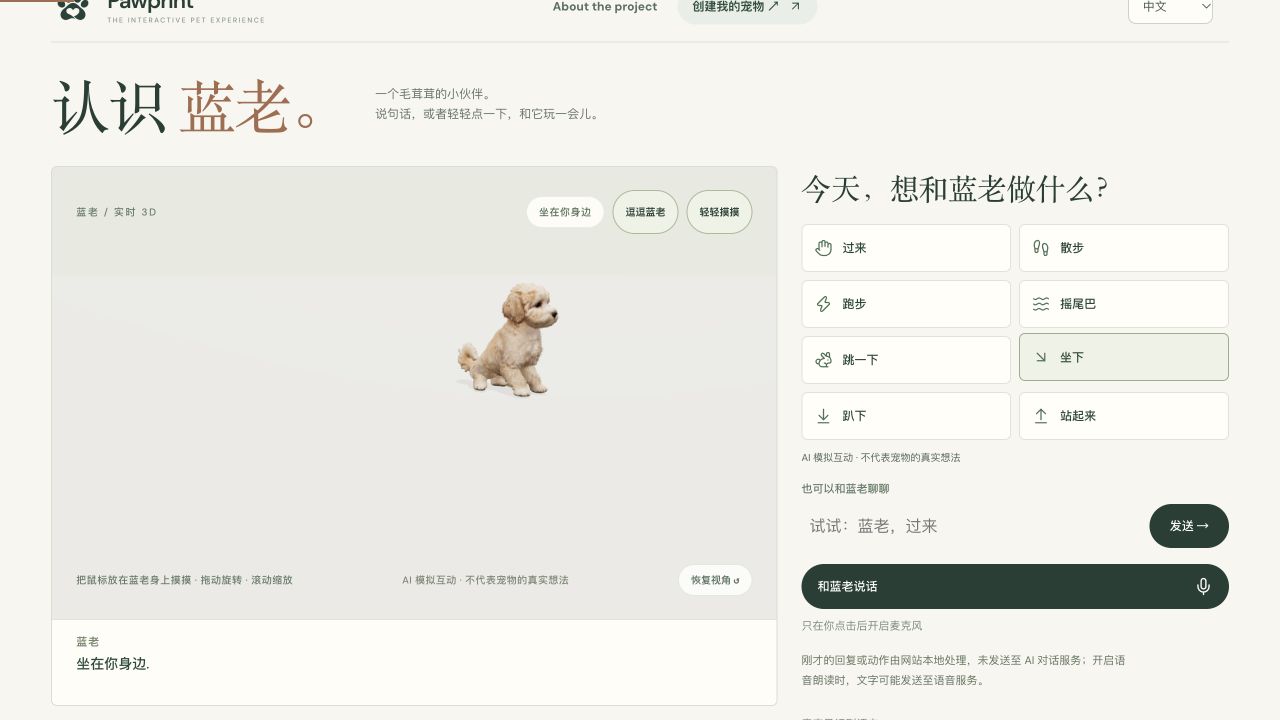 Pawprint
THE INTERACTIVE PET EXPERIENCE
About the project
创建我的宠物 ↗ ↗
中文
认识 蓝老。
一个毛茸茸的小伙伴。
说句话，或者轻轻点一下，和它玩一会儿。
蓝老 / 实时 3D
坐在你身边
逗逗蓝老
轻轻摸摸
把鼠标放在蓝老身上摸摸 · 拖动旋转 · 滚动缩放
AI 模拟互动 · 不代表宠物的真实想法
恢复视角 ↺
蓝老
坐在你身边.
今天，想和蓝老做什么?
过来
散步
跑步
摇尾巴
跳一下
坐下
趴下
站起来
AI 模拟互动 · 不代表宠物的真实想法
也可以和蓝老聊聊
试试：蓝老，过来
发送 →
和蓝老说话
只在你点击后开启麦克风
刚才的回复或动作由网站本地处理，未发送至 AI 对话服务；开启语
音朗读时，文字可能发送至语音服务。